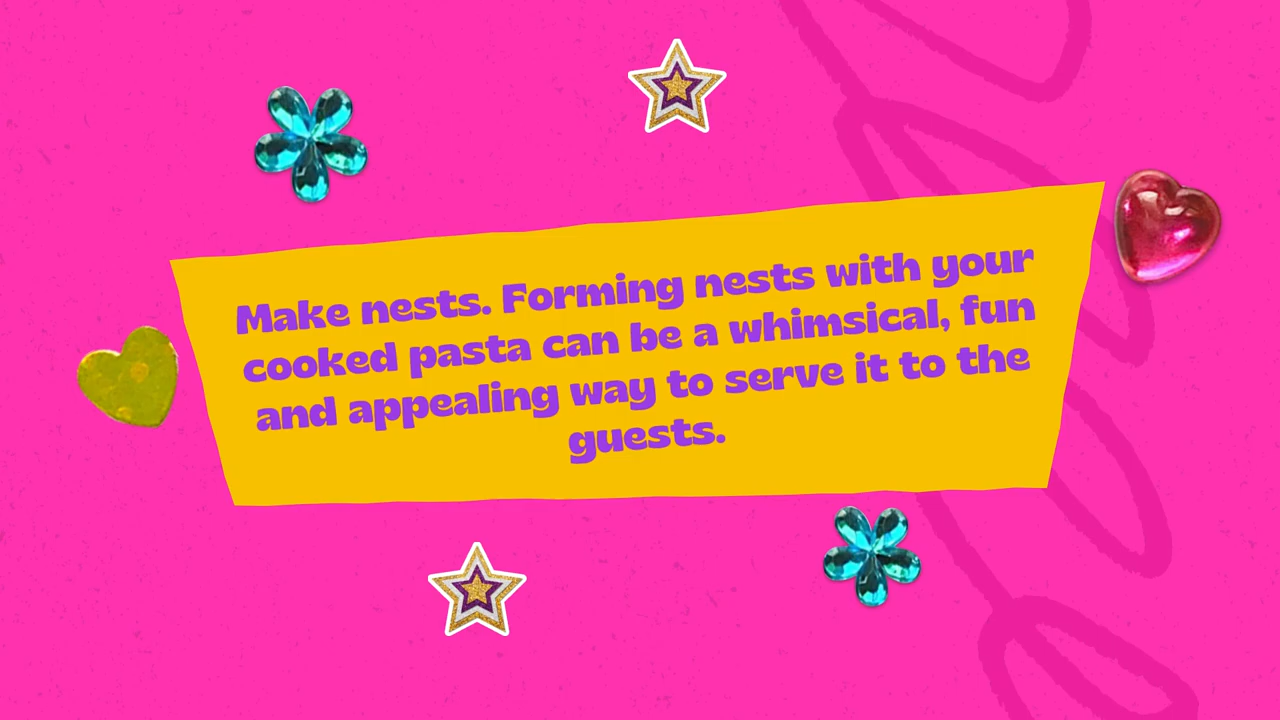 Make nests. Forming nests with your
cooked pasta can be a whimsical, fun
and appealing way to serve it to the
guests.